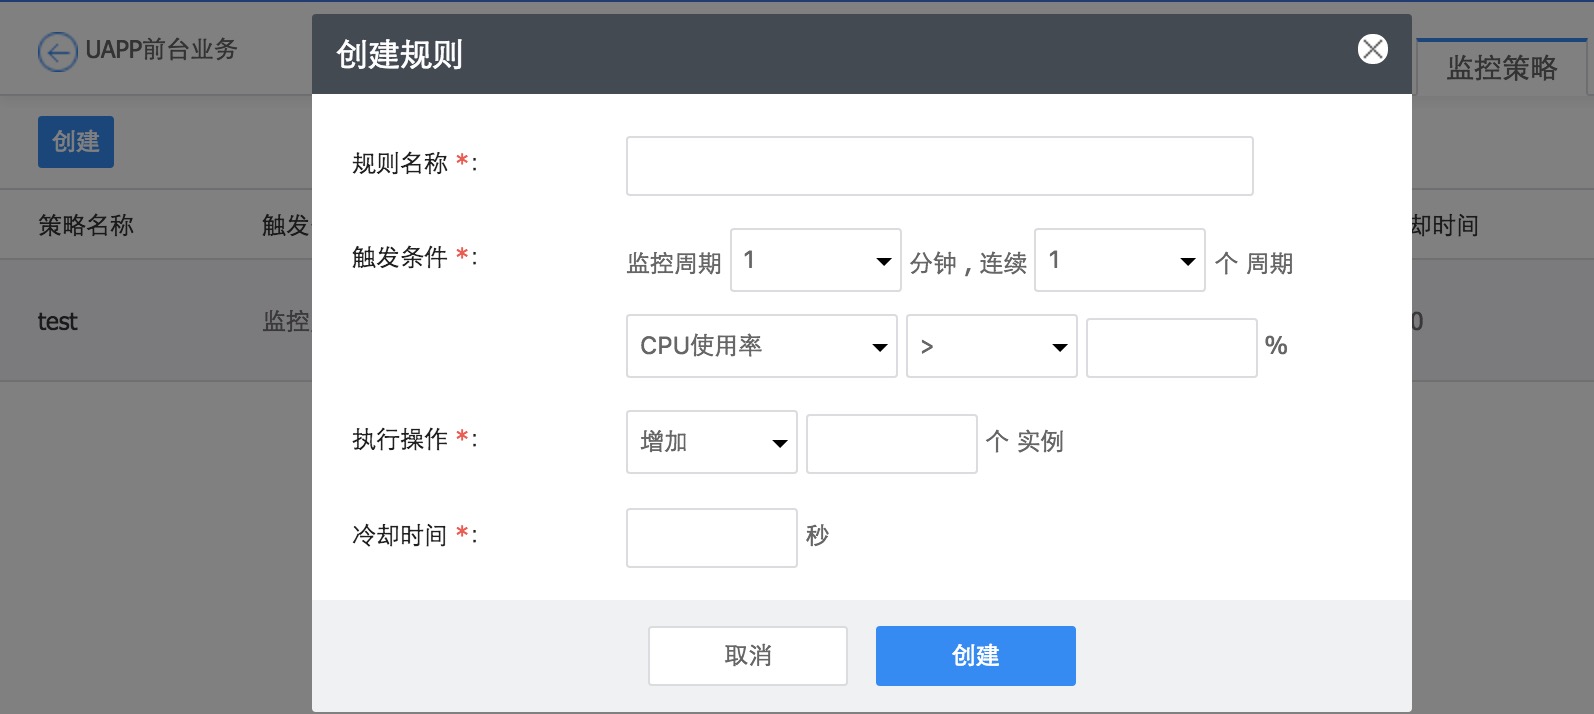 UAPP前台业务
监控策略
创建
策略名称
触发
却时间
test
监控
0
创建规则
规则名称 *:
触发条件 *: 监控周期 1 分钟，连续 1 个 周期
CPU使用率 > %
执行操作 *: 增加 个 实例
冷却时间 *: 秒
取消 创建